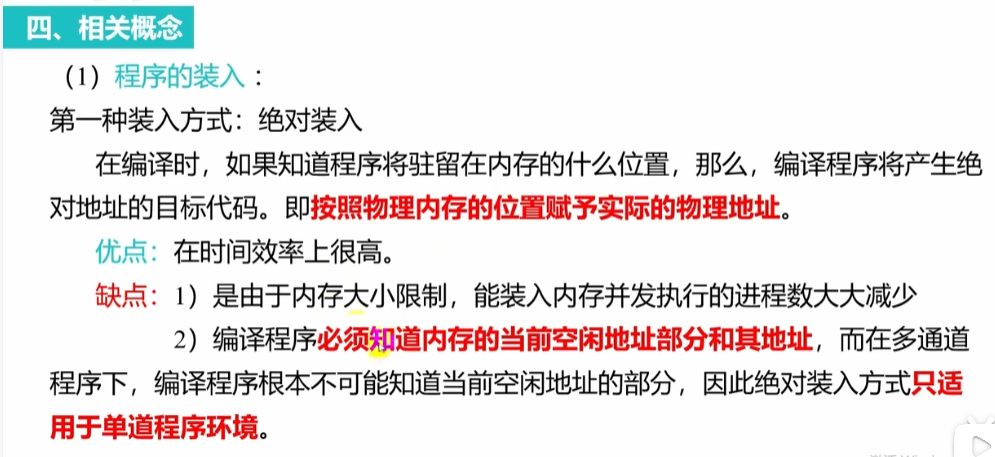 四、相关概念
（1）程序的装入：
第一种装入方式：绝对装入
在编译时，如果知道程序将驻留在内存的什么位置，那么，编译程序将产生绝
对地址的目标代码。即按照物理内存的位置赋予实际的物理地址。
优点：在时间效率上很高。
缺点：1）是由于内存大小限制，能装入内存并发执行的进程数大大减少
2）编译程序必须知道内存的当前空闲地址部分和其地址，而在多通道
程序下，编译程序根本不可能知道当前空闲地址的部分，因此绝对装入方式只适
用于单道程序环境。